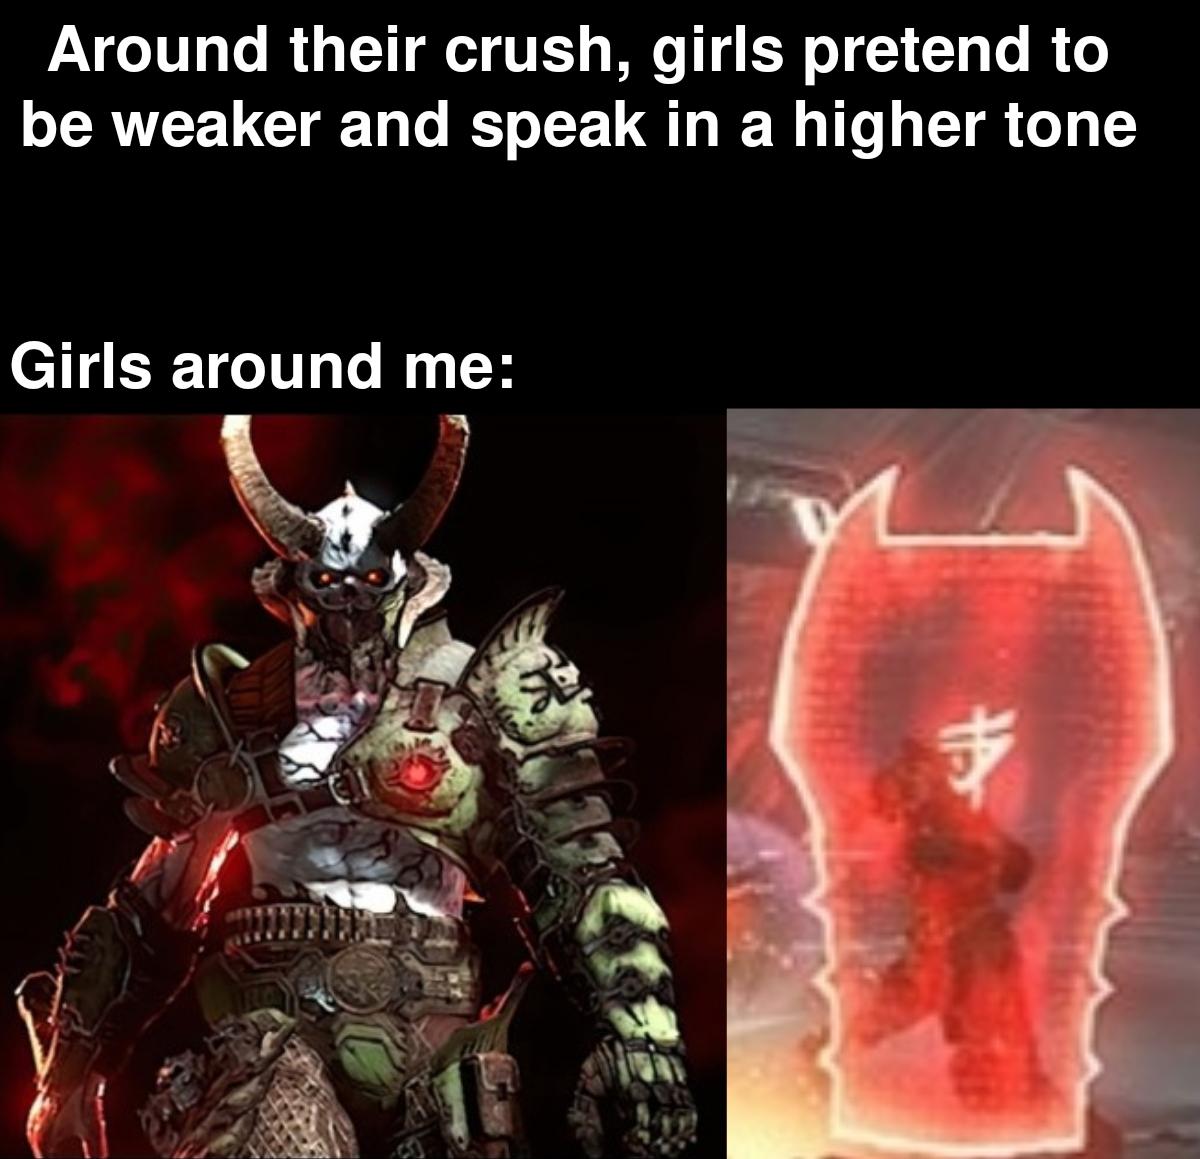 Around their crush, girls pretend to
be weaker and speak in a higher tone
Girls around me: